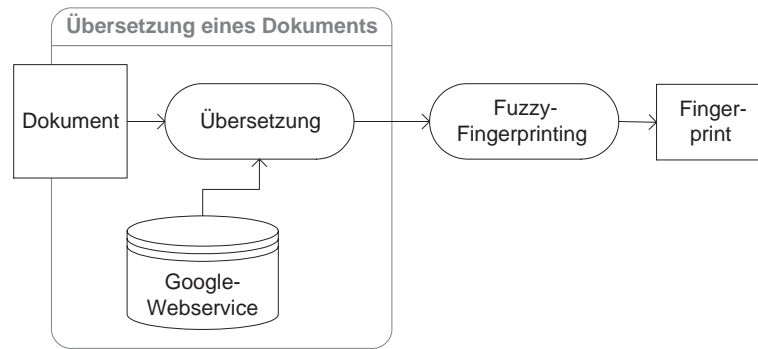 Übersetzung eines Dokuments
Dokument
Übersetzung
Fuzzy-
Fingerprinting
Finger-
print
Google-
Webservice